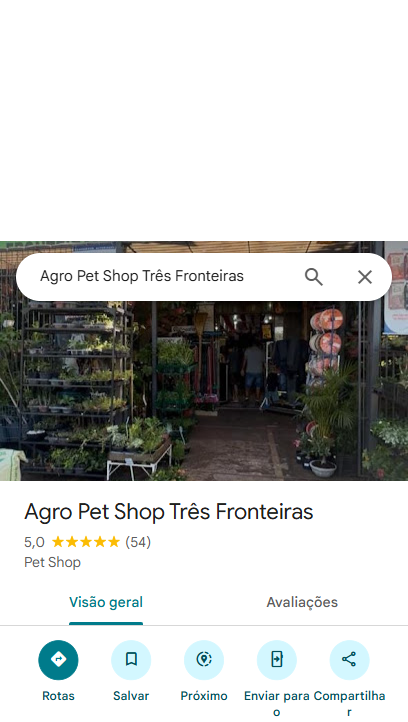 Agro Pet Shop Três Fronteiras
Agro Pet Shop Três Fronteiras
5,0 (54)
Pet Shop
Visão geral
Avaliações
Rotas
Salvar
Próximo
Enviar para o
Compartilhar